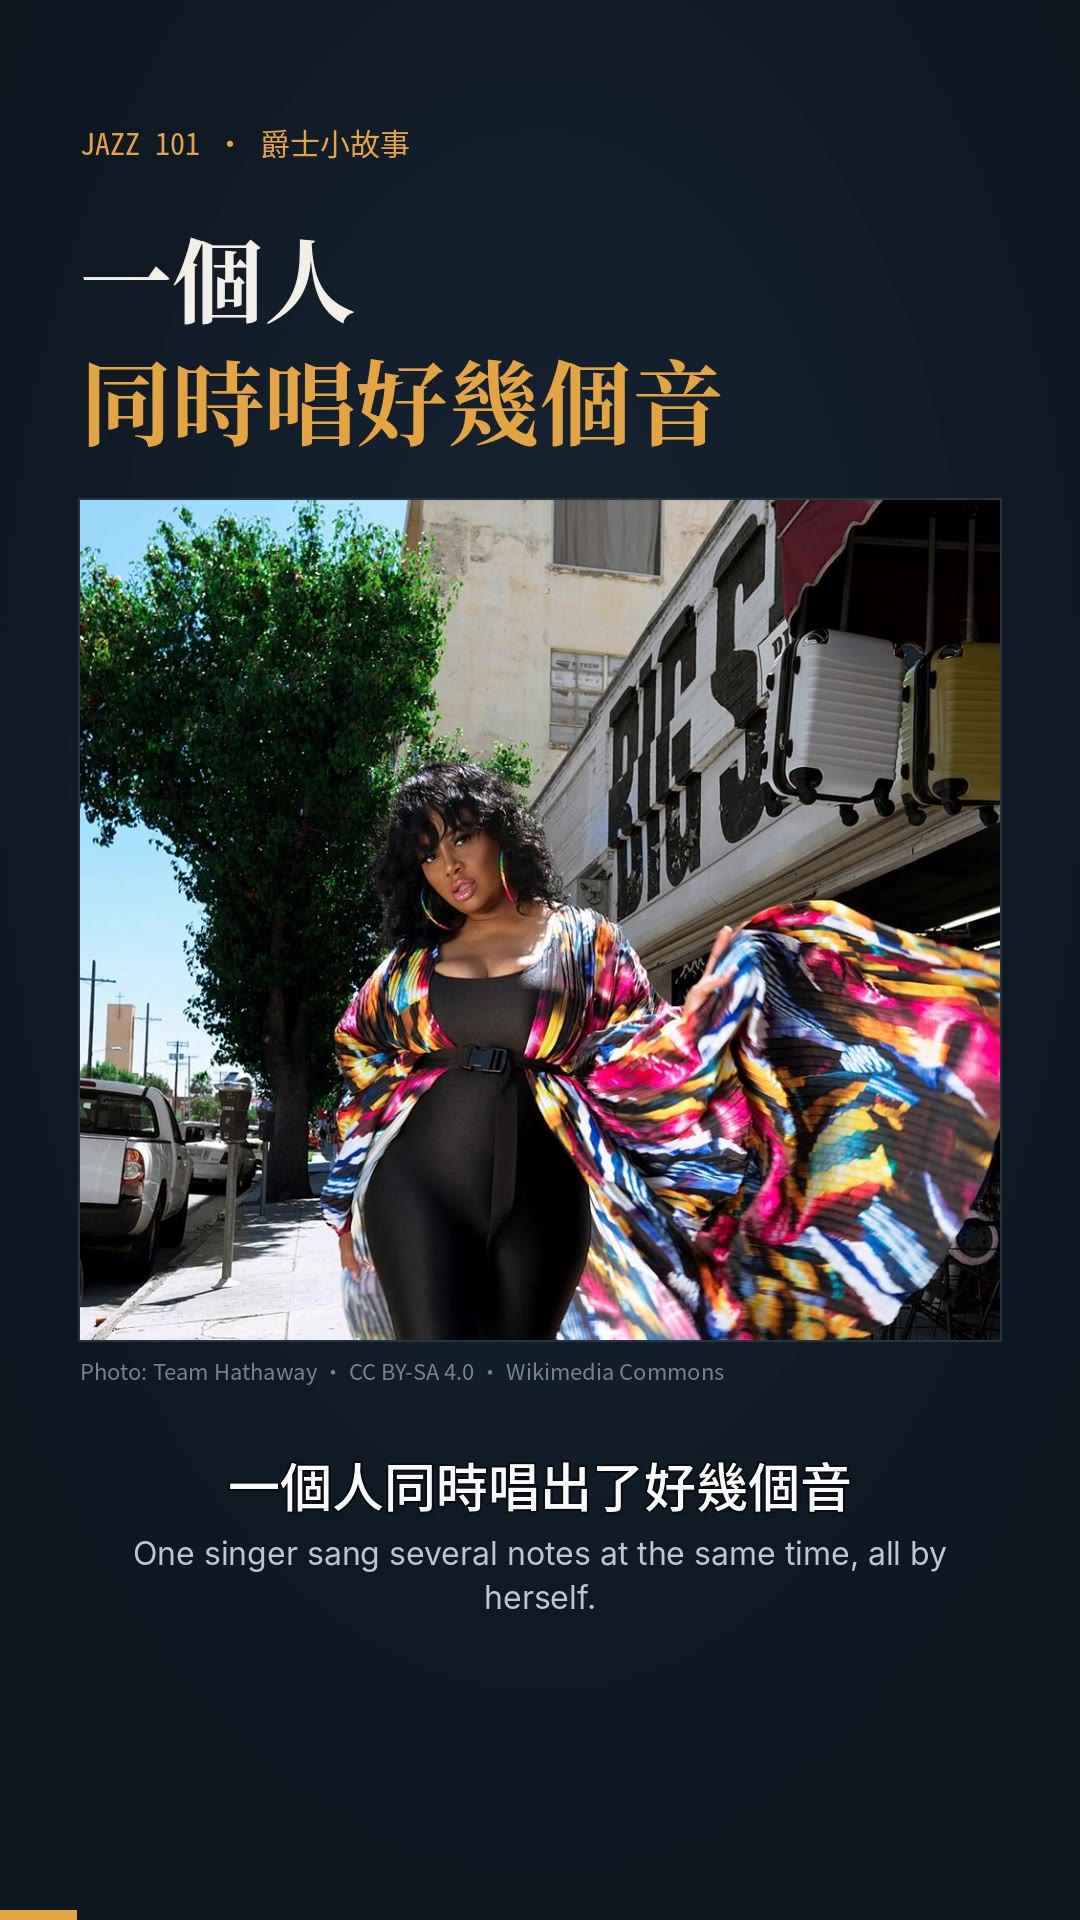 JAZZ 101 • 爵士小故事
一個人
同時唱好幾個音
BIG S
Photo: Team Hathaway • CC BY-SA 4.0 • Wikimedia Commons
一個人同時唱出了好幾個音
One singer sang several notes at the same time, all by
herself.